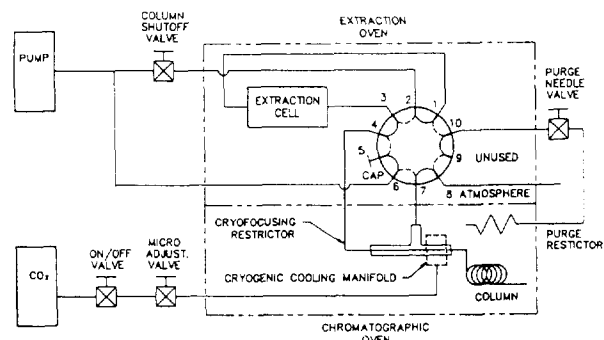 COLUMN
SHUTOFF
VALVE
EXTRACTION
OVEN
PUMP
PURGE
NEEDLE
VALVE
EXTRACTION
CELL
3
2
1
4
10
5
9
CAP
6
7
8
UNUSED
ATMOSPHERE
CRYOFOCUSING
RESTRICTOR
PURGE
RESTICTOR
ON/OFF
VALVE
MICRO
ADJUST.
VALVE
CO₂
CRYOGENIC COOLING MANIFOLD
COLUMN
CHROMATOGRAPHIC
OVEN